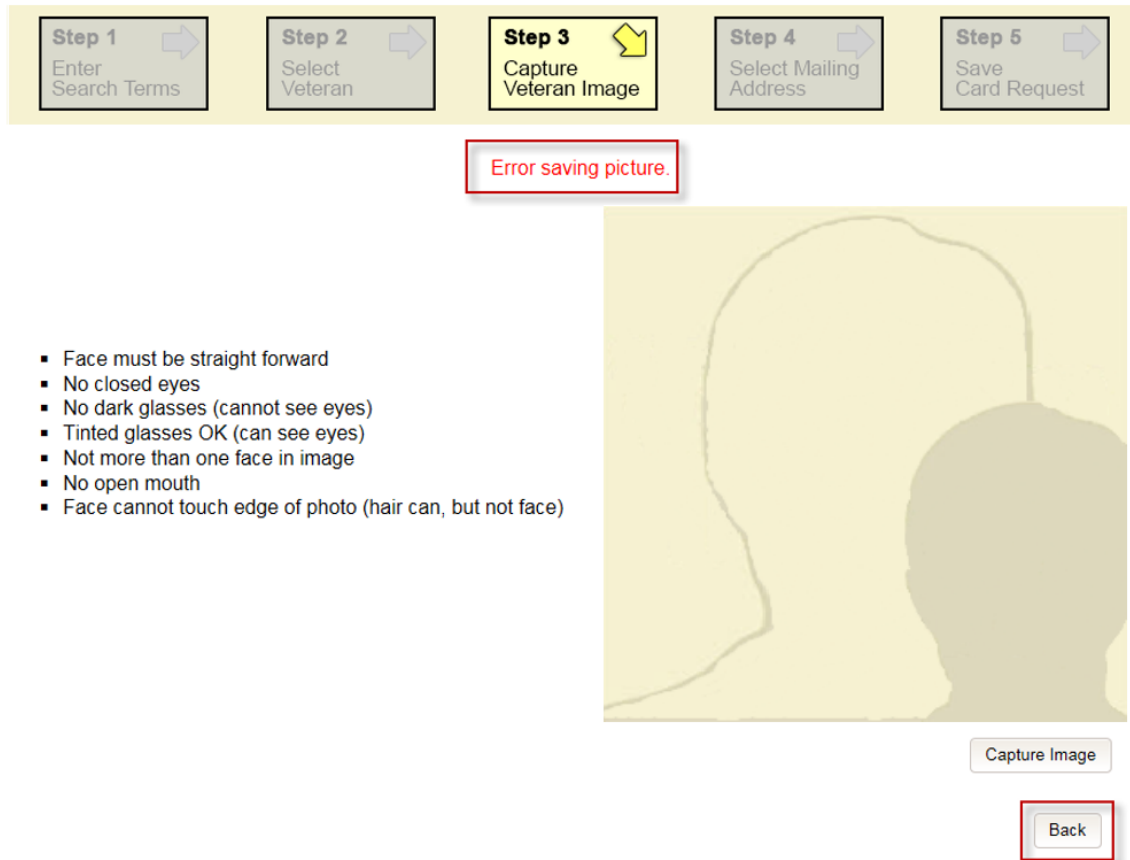 Step 1
Enter
Search Terms
Step 2
Select
Veteran
Step 3
Capture
Veteran Image
Step 4
Select Mailing
Address
Step 5
Save
Card Request
Error saving picture.
Face must be straight forward
No closed eyes
No dark glasses (cannot see eyes)
Tinted glasses OK (can see eyes)
Not more than one face in image
No open mouth
Face cannot touch edge of photo (hair can, but not face)
Capture Image
Back